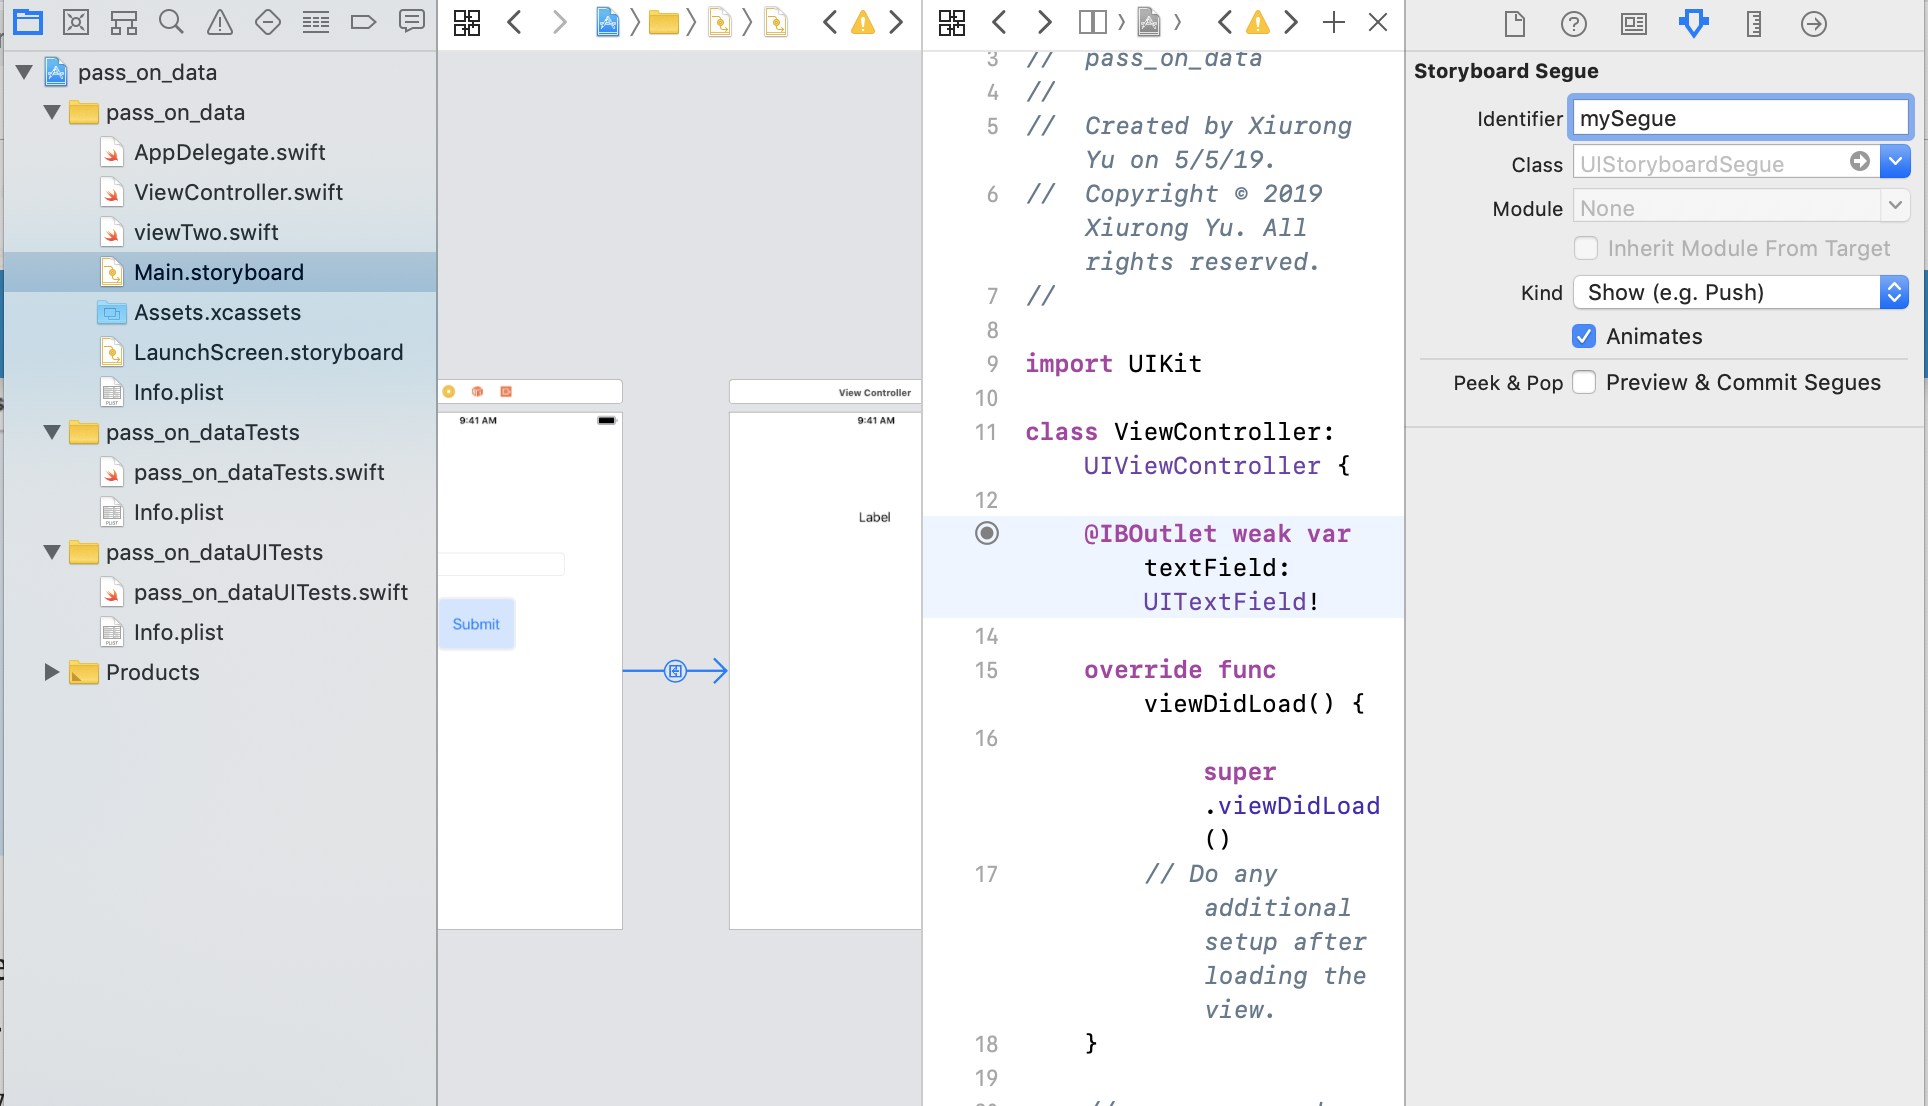 pass_on_data
pass_on_data
AppDelegate.swift
ViewController.swift
viewTwo.swift
Main.storyboard
Assets.xcassets
LaunchScreen.storyboard
Info.plist
pass_on_dataTests
pass_on_dataTests.swift
Info.plist
pass_on_dataUITests
pass_on_dataUITests.swift
Info.plist
Products
9:41 AM
Submit
View Controller
9:41 AM
Label
3 // pass_on_data
4 //
5 // Created by Xiurong
Yu on 5/5/19.
6 // Copyright © 2019
Xiurong Yu. All
rights reserved.
7 //
8
9 import UIKit
10
11 class ViewController:
UIViewController {
12
@IBOutlet weak var
textField:
UITextField!
14
15 override func
viewDidLoad() {
16
super
.viewDidLoad
()
17 // Do any
additional
setup after
loading the
view.
18 }
19
Storyboard Segue
Identifier mySegue
Class UIStoryboardSegue
Module None
Inherit Module From Target
Kind Show (e.g. Push)
Animates
Peek & Pop Preview & Commit Segues